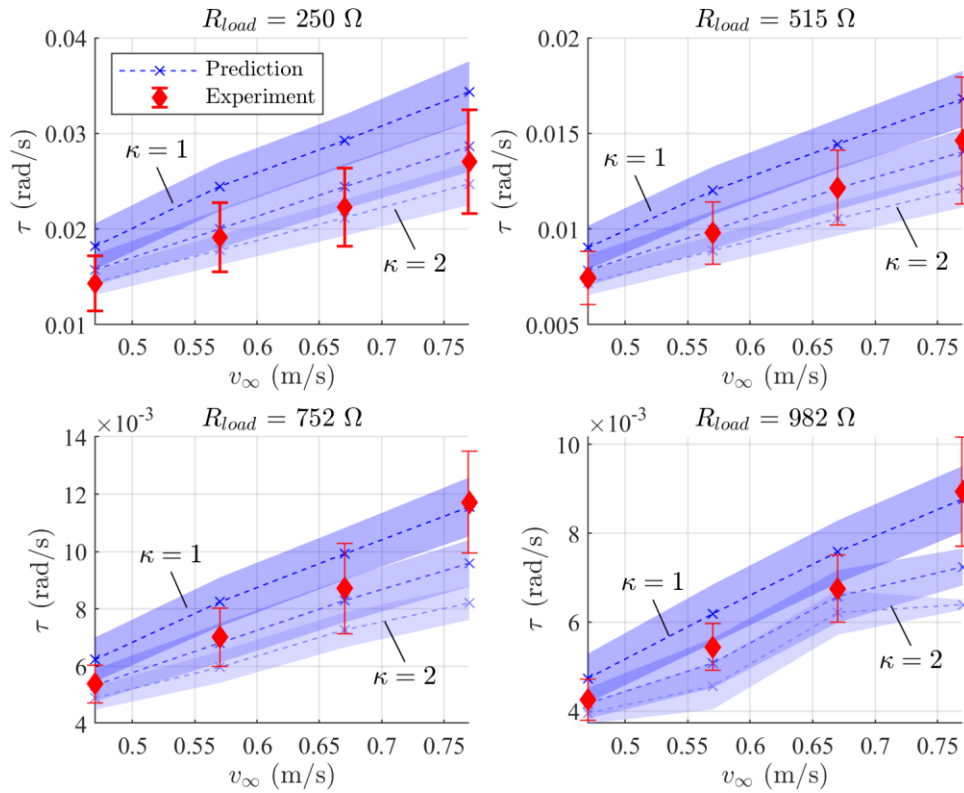 R_load = 250 Ω
0.04
0.03
0.02
0.01
τ (rad/s)
Prediction
Experiment
κ = 1
κ = 2
0.5 0.55 0.6 0.65 0.7 0.75
v_∞ (m/s)
R_load = 515 Ω
0.02
0.015
0.01
0.005
τ (rad/s)
κ = 1
κ = 2
0.5 0.55 0.6 0.65 0.7 0.75
v_∞ (m/s)
R_load = 752 Ω
×10⁻³
14
12
10
8
6
4
τ (rad/s)
κ = 1
κ = 2
0.5 0.55 0.6 0.65 0.7 0.75
v_∞ (m/s)
R_load = 982 Ω
×10⁻³
10
8
6
4
τ (rad/s)
κ = 1
κ = 2
0.5 0.55 0.6 0.65 0.7 0.75
v_∞ (m/s)